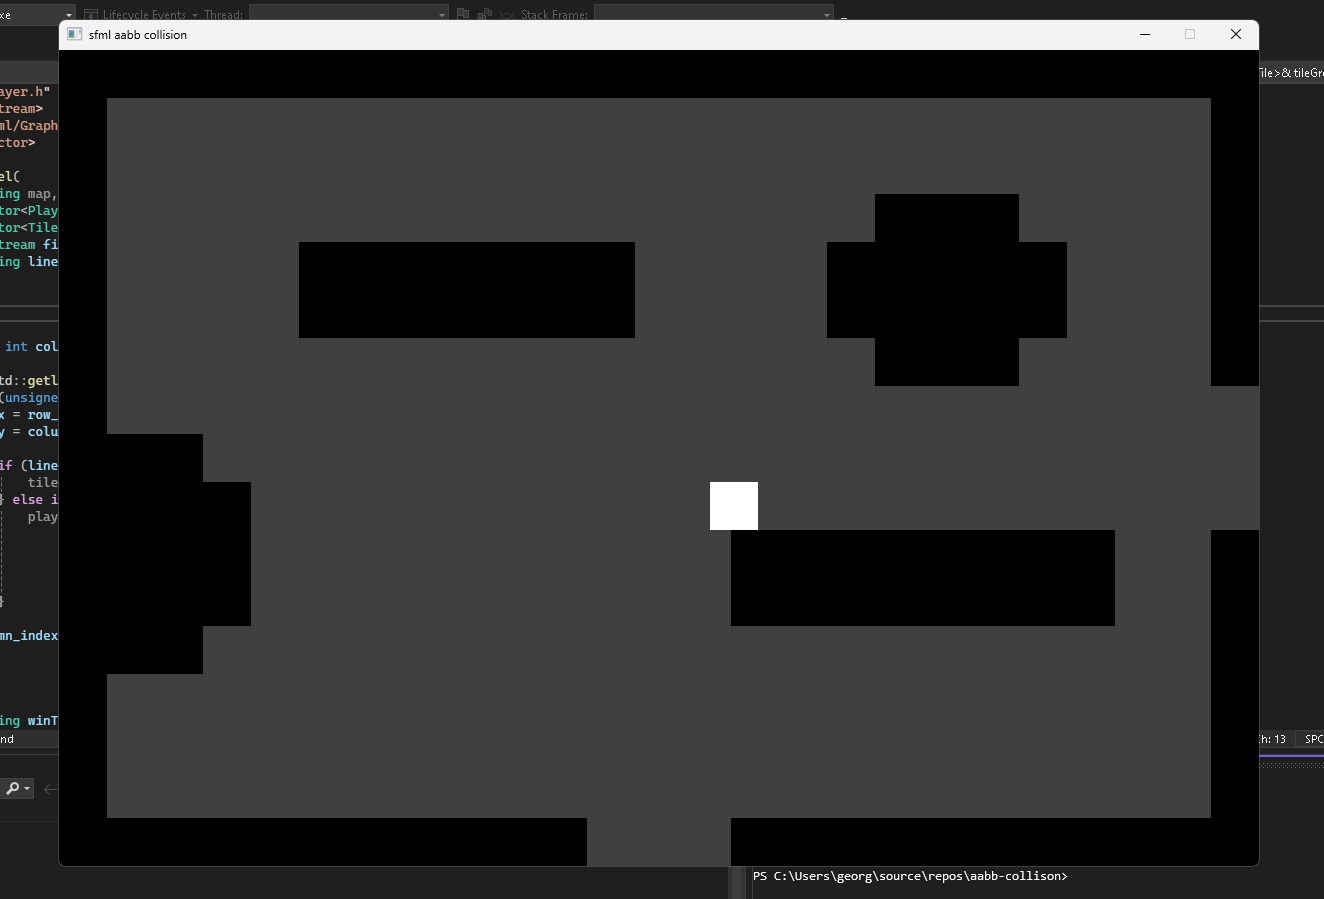 xe Lifecycle Events Thread: Stack Frame:
sfml aabb collision
Tile>& tileGr
ayer.h"
tream>
ml/Graph
ctor>
el(
ing map,
tor<Play
tor<Tile
tream fi
ing line
int col
td::getl
(unsigne
x = row_
y = colu
if (line
tile
} else i
play
}
mn_index
ing winT
nd
Ch: 13 SPC
PS C:\Users\georg\source\repos\aabb-collison>